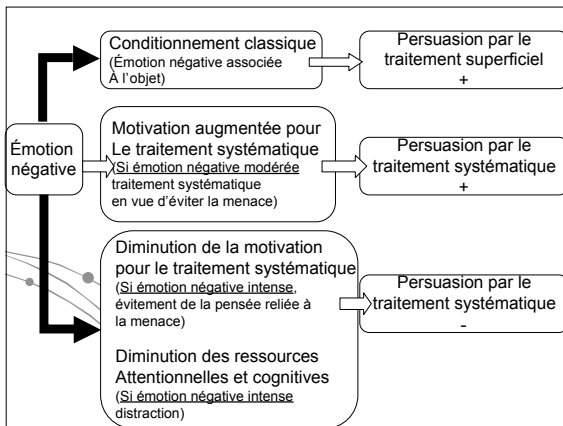 Conditionnement classique
(Émotion négative associée
À l'objet)
Persuasion par le
traitement superficiel
+
Émotion
négative
Motivation augmentée pour
Le traitement systématique
(Si émotion négative modérée
traitement systématique
en vue d'éviter la menace)
Persuasion par le
traitement systématique
+
Diminution de la motivation
pour le traitement systématique
(Si émotion négative intense,
évitement de la pensée reliée à
la menace)
Diminution des ressources
Attentionnelles et cognitives
(Si émotion négative intense
distraction)
Persuasion par le
traitement systématique
-